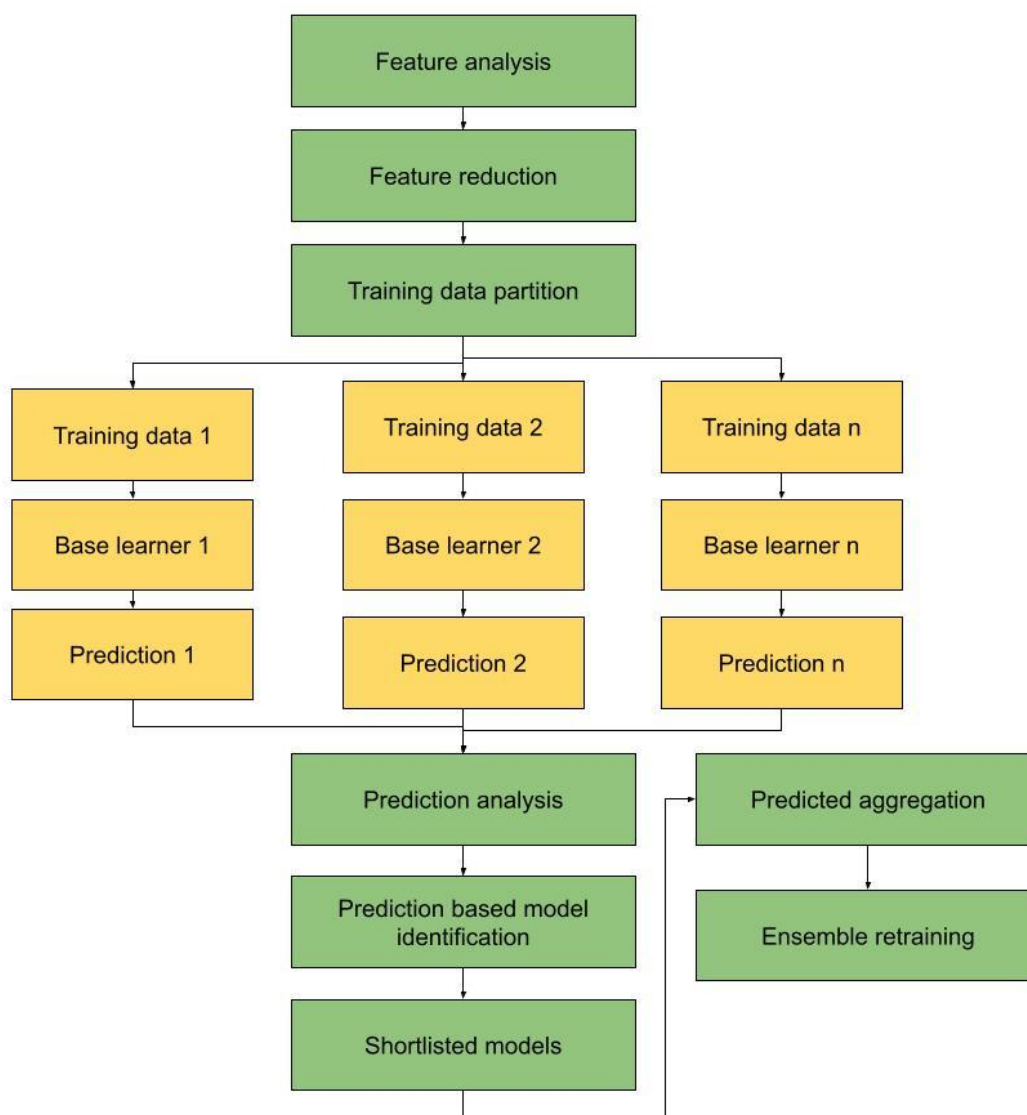 Feature analysis
Feature reduction
Training data partition
Training data 1
Training data 2
Training data n
Base learner 1
Base learner 2
Base learner n
Prediction 1
Prediction 2
Prediction n
Prediction analysis
Prediction based model
identification
Shortlisted models
Predicted aggregation
Ensemble retraining